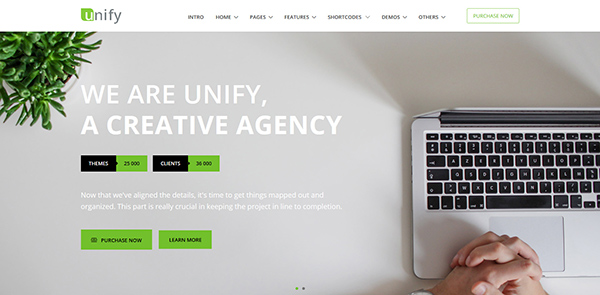 unify
INTRO HOME PAGES FEATURES SHORTCODES DEMOS OTHERS PURCHASE NOW
WE ARE UNIFY,
A CREATIVE AGENCY
THEMES 25 000 CLIENTS 36 000
Now that we've aligned the details, it's time to get things mapped out and
organized. This part is really crucial in keeping the project in line to completion.
PURCHASE NOW LEARN MORE